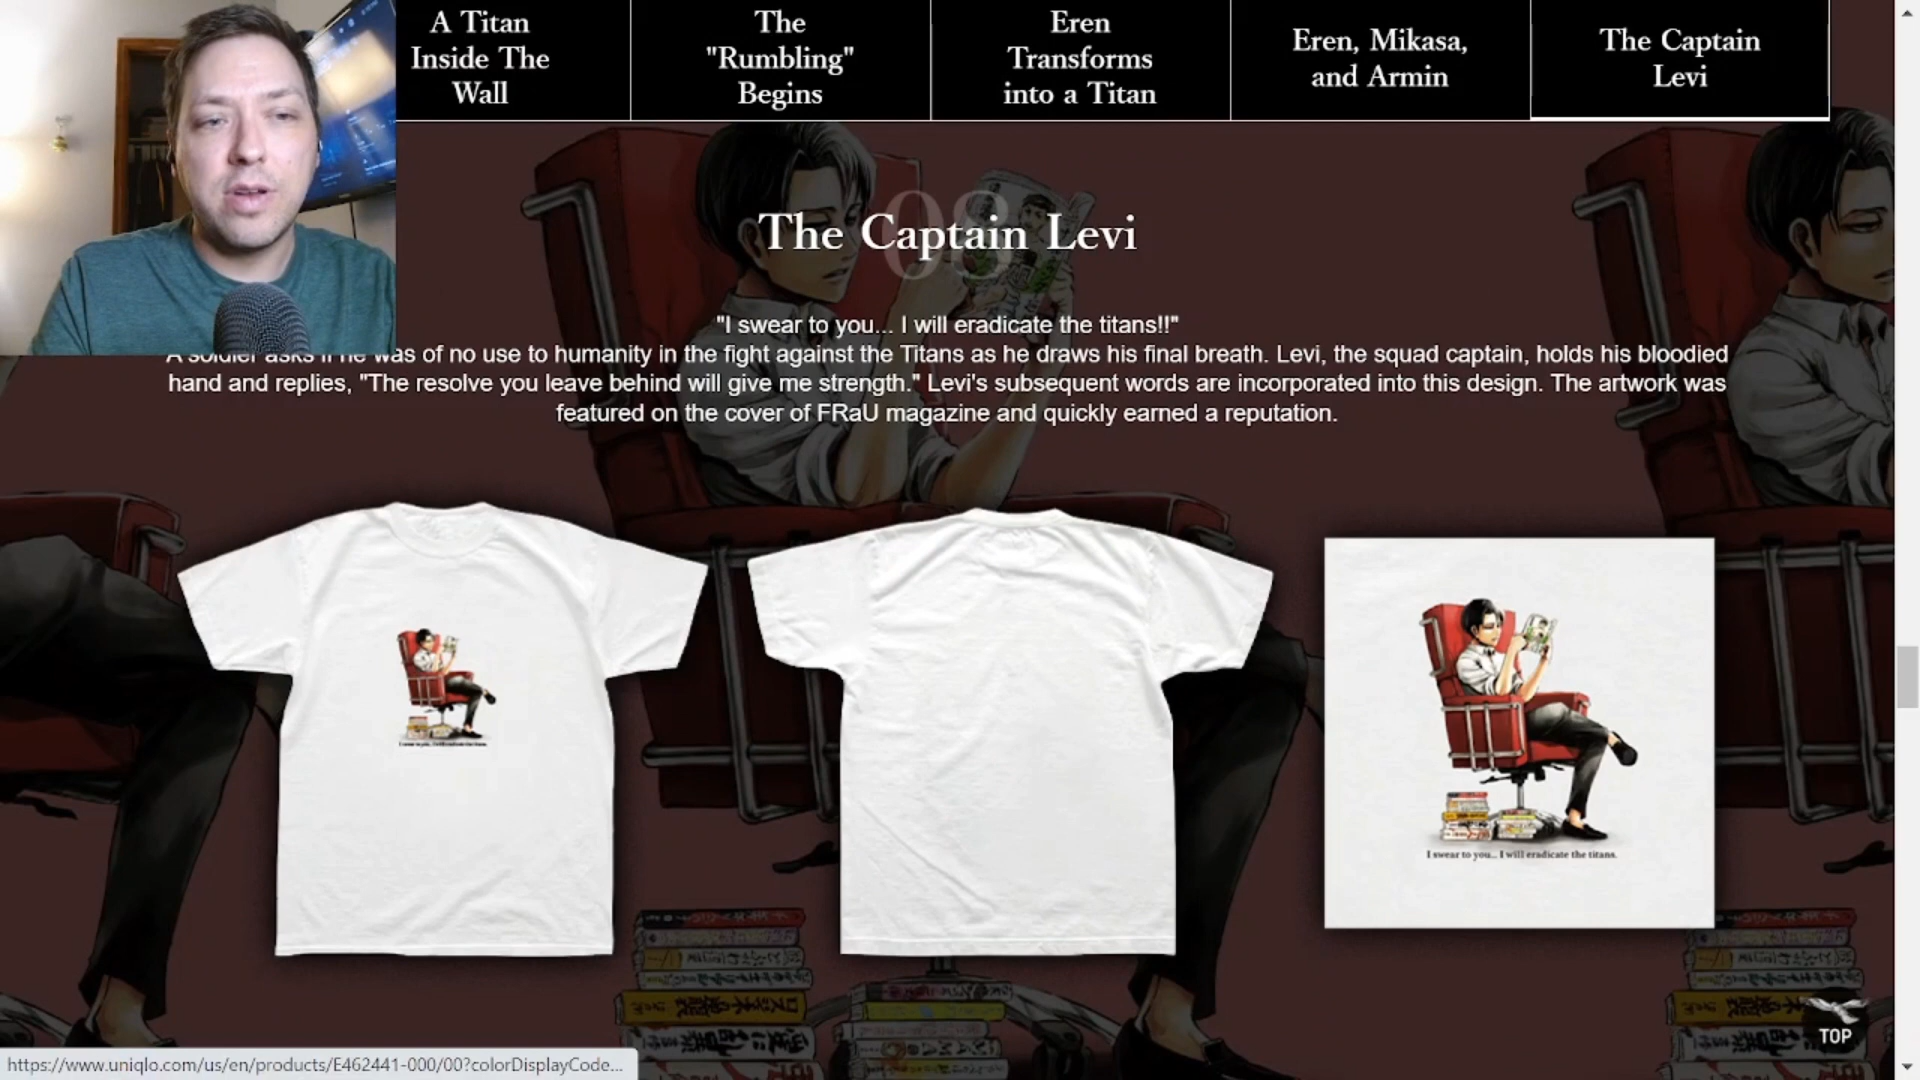 A Titan
Inside The
Wall
The
"Rumbling"
Begins
Eren
Transforms
into a Titan
Eren, Mikasa,
and Armin
The Captain
Levi
08
The Captain Levi
"I swear to you... I will eradicate the titans!!"
A soldier asks if he was of no use to humanity in the fight against the Titans as he draws his final breath. Levi, the squad captain, holds his bloodied
hand and replies, "The resolve you leave behind will give me strength." Levi's subsequent words are incorporated into this design. The artwork was
featured on the cover of FRaU magazine and quickly earned a reputation.
I swear to you... I will eradicate the titans.
TOP
https://www.uniqlo.com/us/en/products/E462441-000/00?colorDisplayCode...